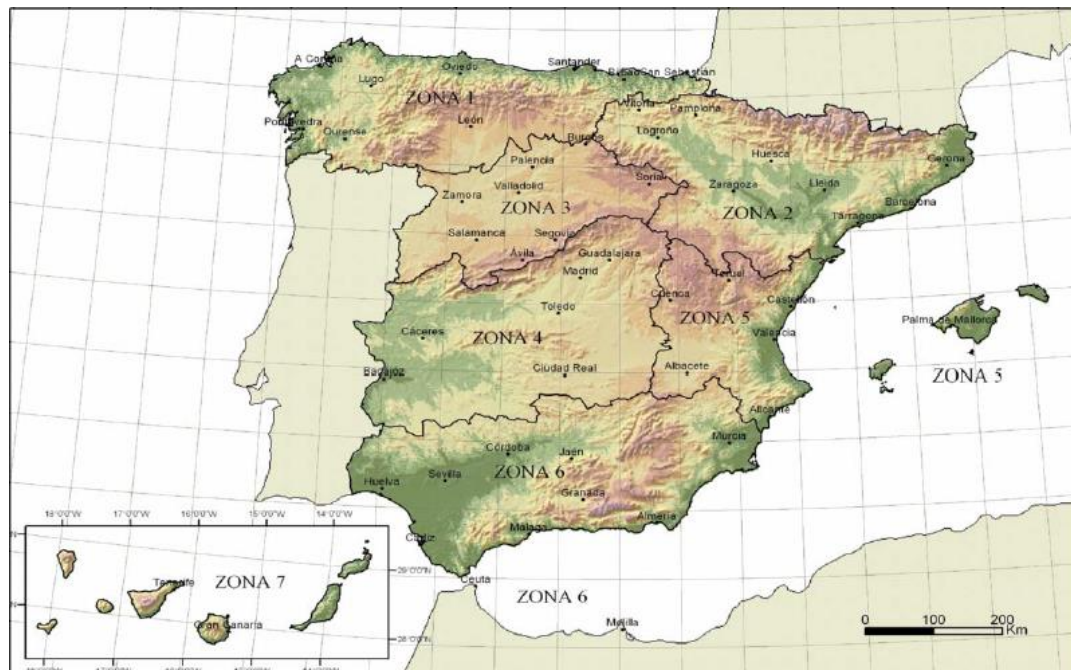 A Coruña
Oviedo
Santander
Bilbao
San Sebastián
Lugo
ZONA 1
Vitoria
Pamplona
Pontevedra
Ourense
León
Burgos
Logroño
Huesca
Gerona
Palencia
Soria
Zaragoza
Lleida
Barcelona
Zamora
Valladolid
ZONA 3
ZONA 2
Tarragona
Salamanca
Segovia
Ávila
Guadalajara
Madrid
Teruel
Cuenca
Castellón
Toledo
Palma de Mallorca
Cáceres
ZONA 4
ZONA 5
Valencia
Badajoz
Ciudad Real
Albacete
ZONA 5
Alicante
Murcia
Córdoba
Jaén
Sevilla
ZONA 6
Huelva
Granada
Almería
Málaga
Cádiz
18°0'0"W
17°0'0"W
16°0'0"W
15°0'0"W
14°0'0"W
29°0'0"N
28°0'0"N
Ceuta
ZONA 6
Melilla
Tenerife
ZONA 7
Gran Canaria
0 100 200
Km